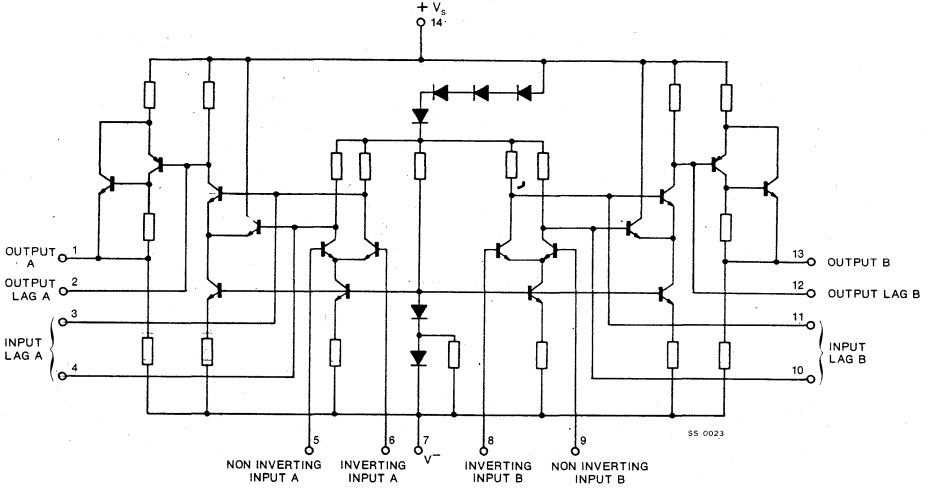 + Vs
14
1
OUTPUT
A
2
OUTPUT
LAG A
3
INPUT
LAG A
4
13
OUTPUT B
12
OUTPUT LAG B
11
INPUT
LAG B
10
SS 0023
5
6
7
8
9
V−
NON INVERTING
INPUT A
INVERTING
INPUT A
INVERTING
INPUT B
NON INVERTING
INPUT B